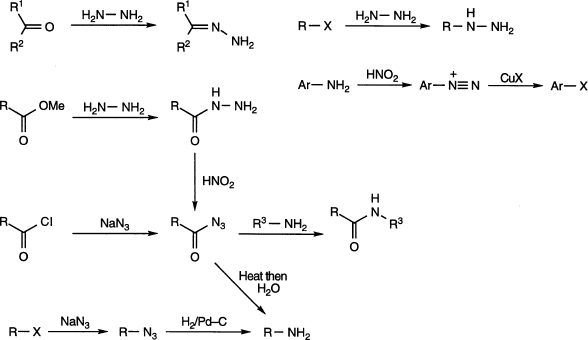 R¹ R² O H₂N—NH₂ R¹ R² N NH₂
R—X H₂N—NH₂ R H N NH₂
Ar—NH₂ HNO₂ Ar—N≡N + CuX Ar—X
R OMe O H₂N—NH₂ R H N NH₂ O
HNO₂
R Cl O NaN₃ R N₃ O R³—NH₂ R H N R³ O
Heat then
H₂O
R—X NaN₃ R—N₃ H₂/Pd–C R—NH₂